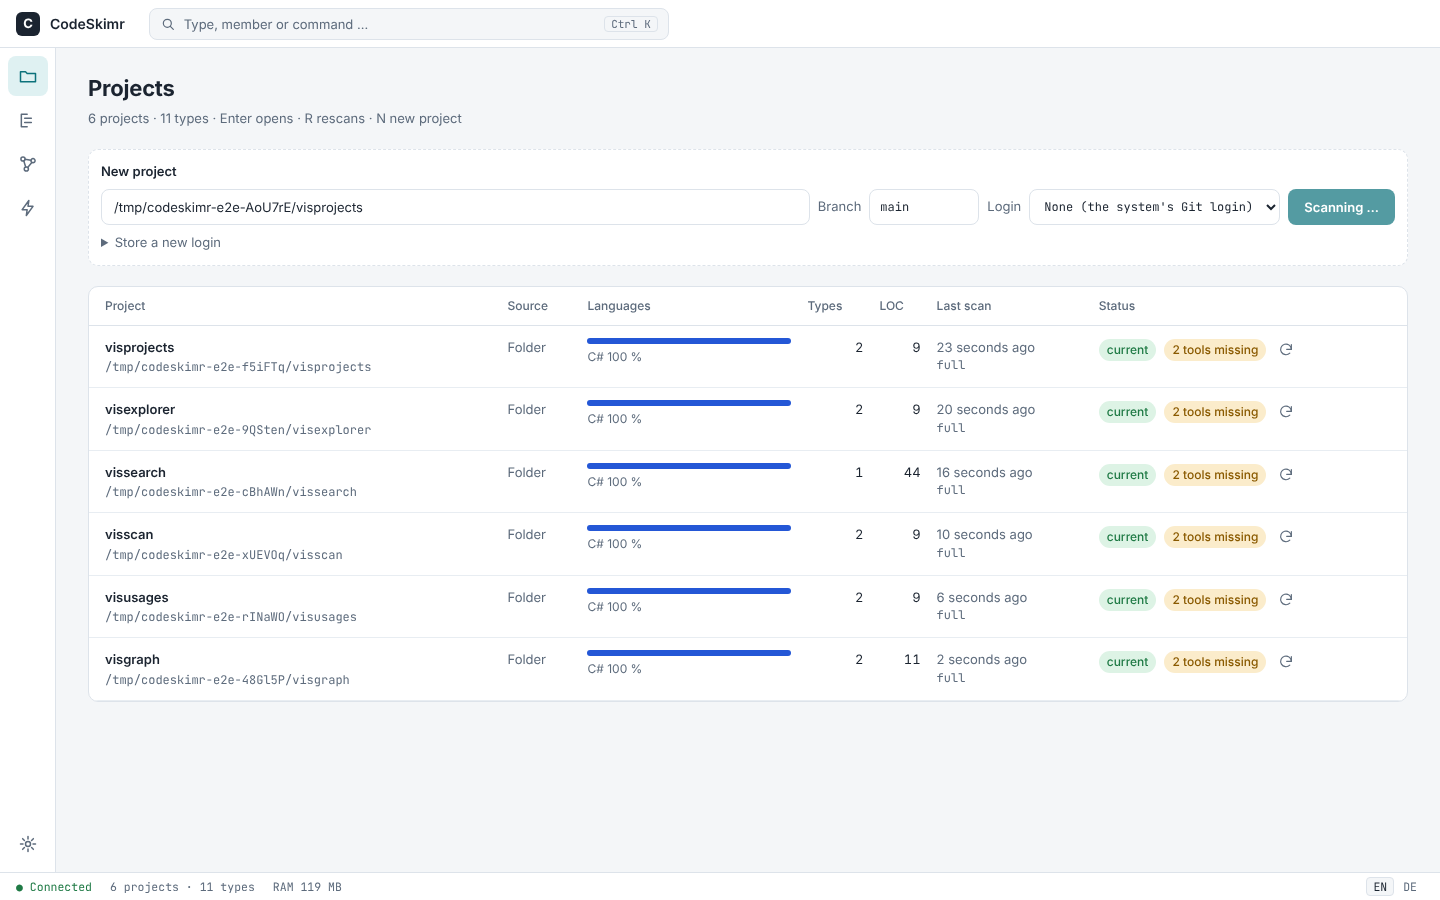 C CodeSkimr Type, member or command ... Ctrl K
Projects
6 projects · 11 types · Enter opens · R rescans · N new project
New project
/tmp/codeskimr-e2e-AoU7rE/visprojects Branch main Login None (the system's Git login) Scanning ...
Store a new login
Project Source Languages Types LOC Last scan Status
visprojects Folder 2 9 23 seconds ago current 2 tools missing
/tmp/codeskimr-e2e-f5iFTq/visprojects C# 100 % full
visexplorer Folder 2 9 20 seconds ago current 2 tools missing
/tmp/codeskimr-e2e-9QSten/visexplorer C# 100 % full
vissearch Folder 1 44 16 seconds ago current 2 tools missing
/tmp/codeskimr-e2e-cBhAWn/vissearch C# 100 % full
visscan Folder 2 9 10 seconds ago current 2 tools missing
/tmp/codeskimr-e2e-xUEVOq/visscan C# 100 % full
visusages Folder 2 9 6 seconds ago current 2 tools missing
/tmp/codeskimr-e2e-rINaWO/visusages C# 100 % full
visgraph Folder 2 11 2 seconds ago current 2 tools missing
/tmp/codeskimr-e2e-48Gl5P/visgraph C# 100 % full
Connected 6 projects · 11 types RAM 119 MB EN DE